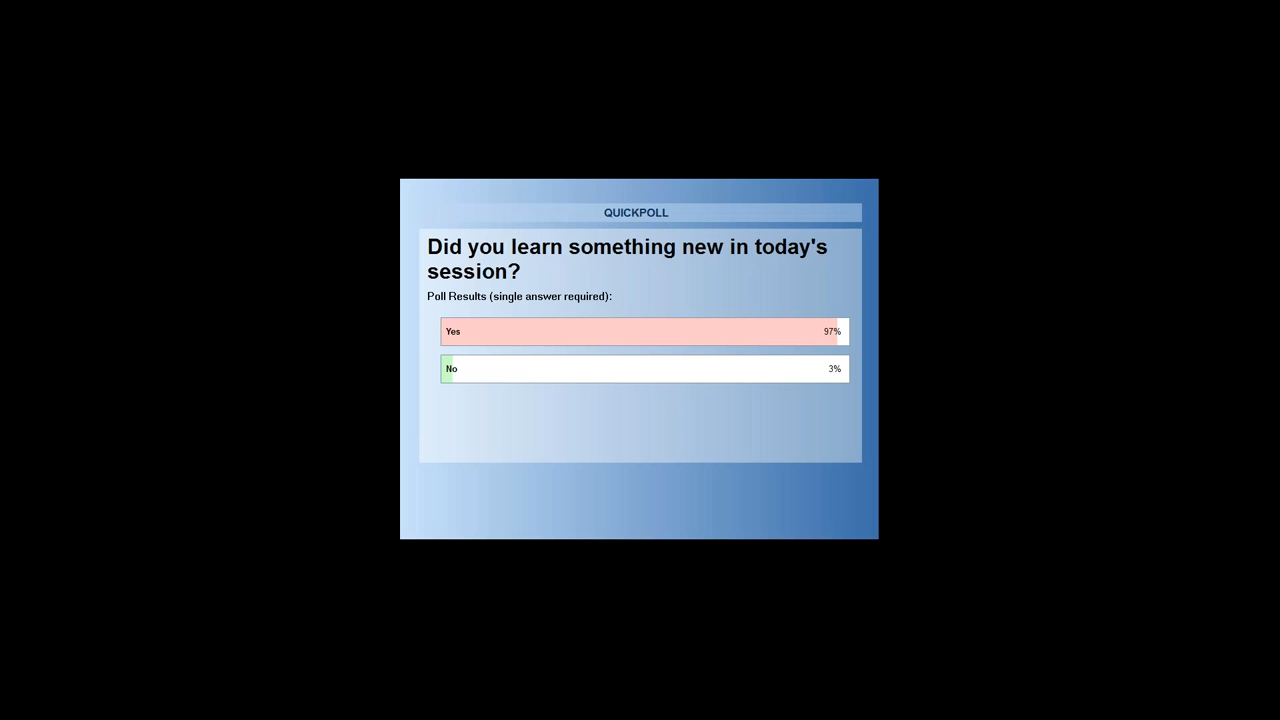 QUICKPOLL
Did you learn something new in today's
session?
Poll Results (single answer required):
Yes 97%
No 3%